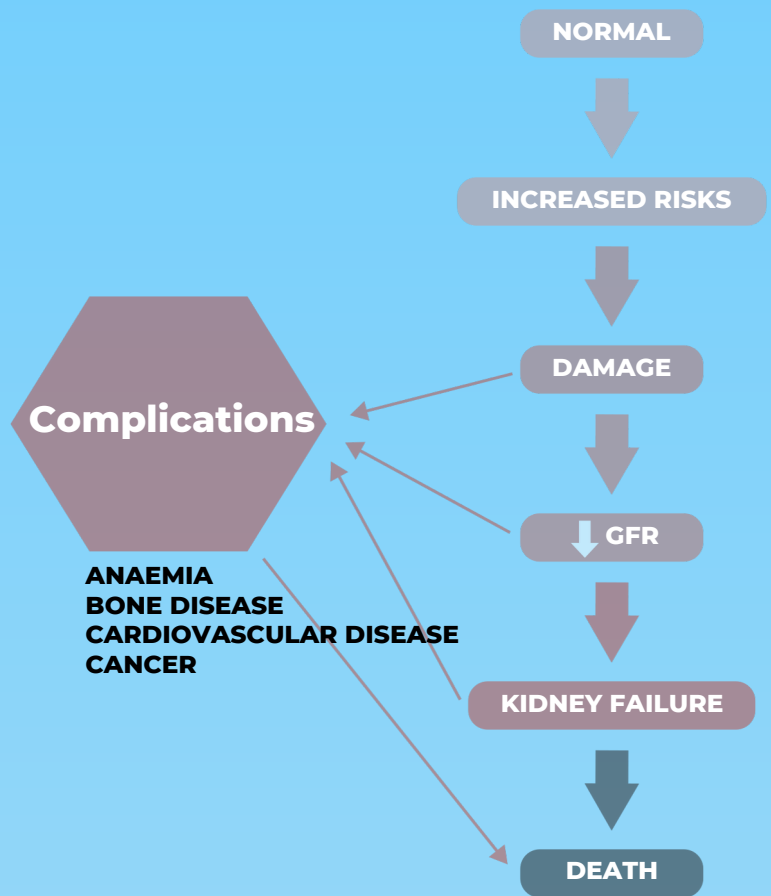 NORMAL
INCREASED RISKS
DAMAGE
Complications
GFR
ANAEMIA
BONE DISEASE
CARDIOVASCULAR DISEASE
CANCER
KIDNEY FAILURE
DEATH